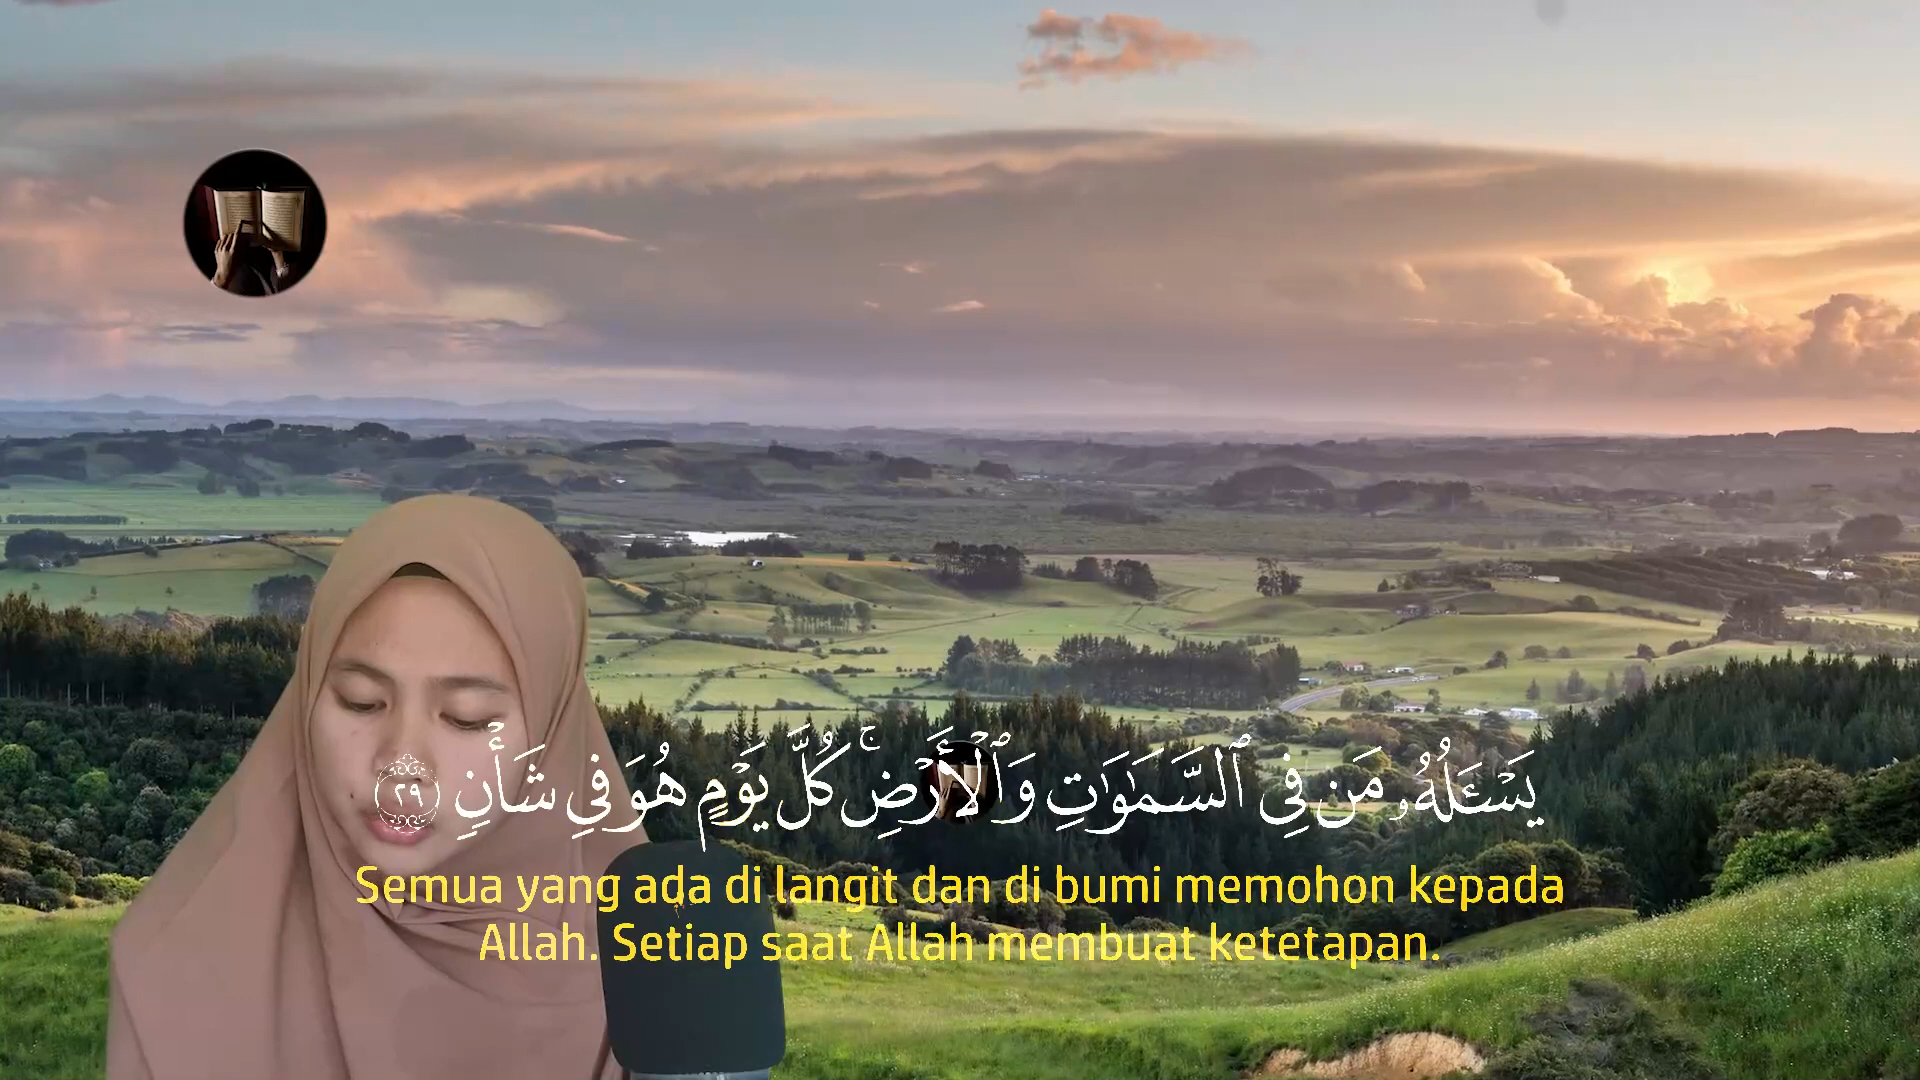 يَسْـَٔلُهُۥ مَن فِى ٱلسَّمَـٰوَٰتِ وَٱلْأَرْضِ ۚ كُلَّ يَوْمٍ هُوَ فِى شَأْنٍ ٢٩
Semua yang ada di langit dan di bumi memohon kepada
Allah. Setiap saat Allah membuat ketetapan.